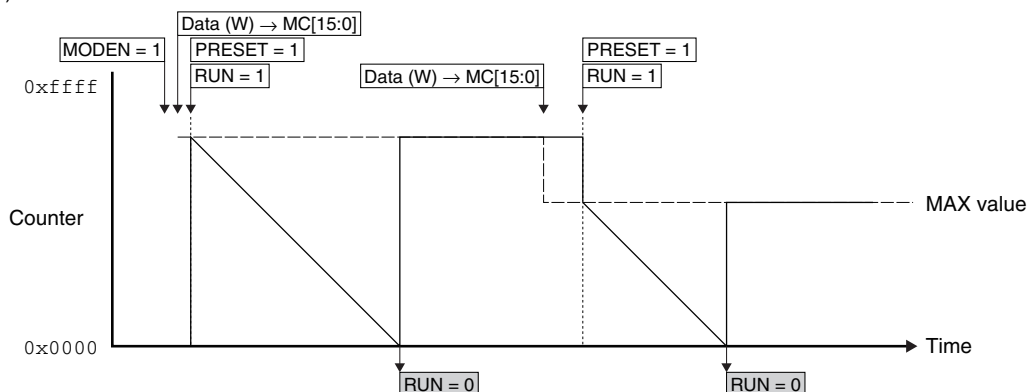 )
Data (W) → MC[15:0]
MODEN = 1
PRESET = 1
PRESET = 1
RUN = 1
Data (W) → MC[15:0]
RUN = 1
0xffff
Counter
MAX value
0x0000
Time
RUN = 0
RUN = 0